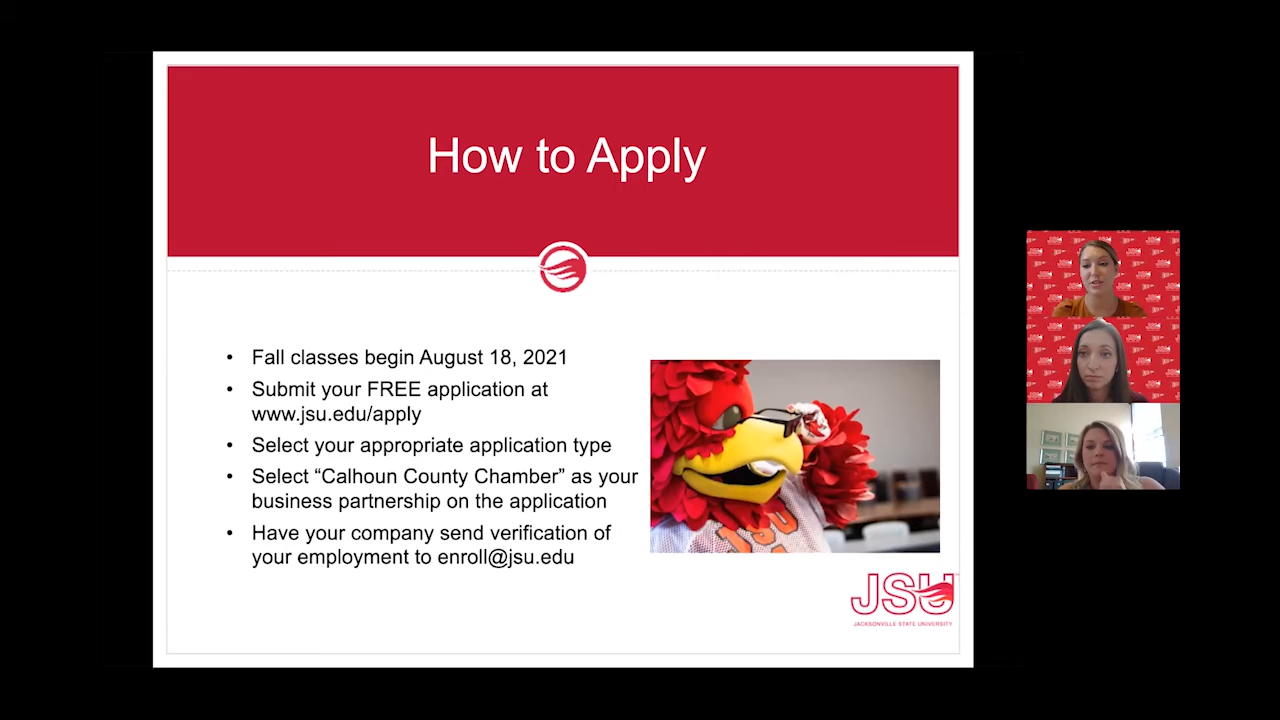 How to Apply
• Fall classes begin August 18, 2021
• Submit your FREE application at
www.jsu.edu/apply
• Select your appropriate application type
• Select “Calhoun County Chamber” as your
business partnership on the application
• Have your company send verification of
your employment to enroll@jsu.edu
JSU
JSU
JACKSONVILLE STATE UNIVERSITY